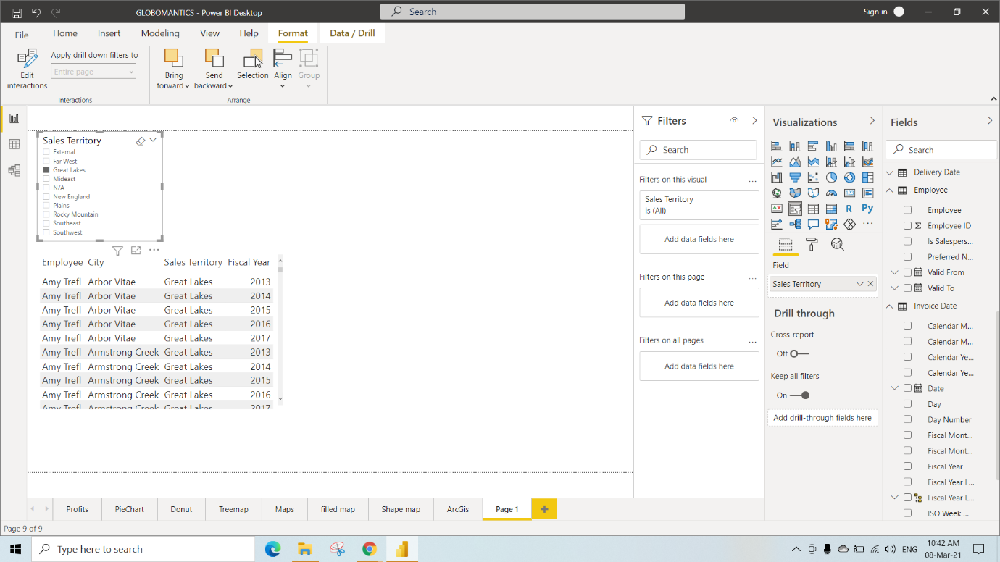 GLOBOMANTICS - Power BI Desktop
Search
Sign in
File
Home
Insert
Modeling
View
Help
Format
Data / Drill
Edit interactions
Apply drill down filters to
Entire page
Bring forward
Send backward
Selection
Align
Group
Interactions
Arrange
Sales Territory
External
Far West
Great Lakes
Mideast
N/A
New England
Plains
Rocky Mountain
Southeast
Southwest
Employee City Sales Territory Fiscal Year
Amy Trefl Arbor Vitae Great Lakes 2013
Amy Trefl Arbor Vitae Great Lakes 2014
Amy Trefl Arbor Vitae Great Lakes 2015
Amy Trefl Arbor Vitae Great Lakes 2016
Amy Trefl Arbor Vitae Great Lakes 2017
Amy Trefl Armstrong Creek Great Lakes 2013
Amy Trefl Armstrong Creek Great Lakes 2014
Amy Trefl Armstrong Creek Great Lakes 2015
Amy Trefl Armstrong Creek Great Lakes 2016
Amy Trefl Armstrong Creek Great Lakes 2017
Filters
Search
Filters on this visual ...
Sales Territory
is (All)
Add data fields here
Filters on this page ...
Add data fields here
Filters on all pages ...
Add data fields here
Visualizations
123
R Py
...
Field
Sales Territory
Drill through
Cross-report
Off
Keep all filters
On
Add drill-through fields here
Fields
Search
Delivery Date
Employee
Employee
Σ Employee ID
Is Salespers...
Preferred N...
Valid From
Valid To
Invoice Date
Calendar M...
Calendar M...
Calendar Ye...
Calendar Ye...
Date
Day
Day Number
Fiscal Mont...
Fiscal Mont...
Fiscal Year
Fiscal Year L...
Fiscal Year L...
ISO Week ...
Profits
PieChart
Donut
Treemap
Maps
filled map
Shape map
ArcGis
Page 1
+
Page 9 of 9
Type here to search
ENG
10:42 AM
08-Mar-21